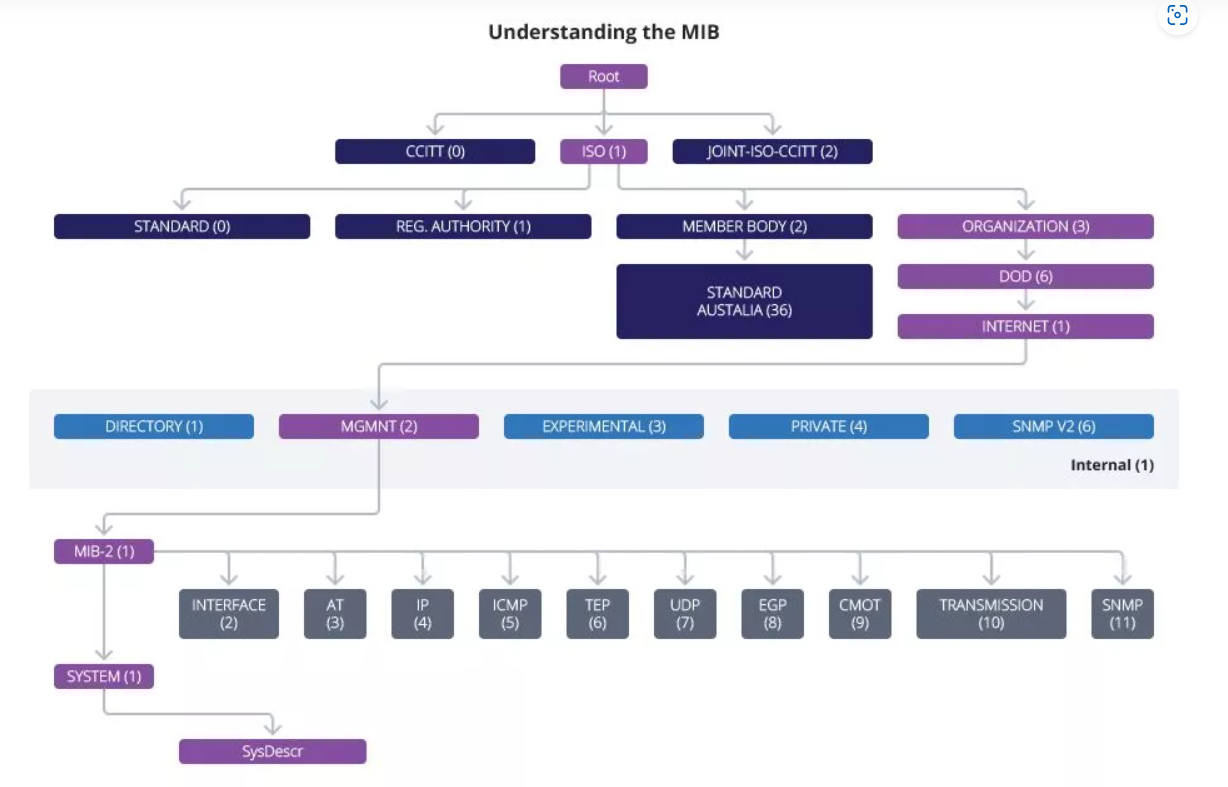 Understanding the MIB
Root
CCITT (0)
ISO (1)
JOINT-ISO-CCITT (2)
STANDARD (0)
REG. AUTHORITY (1)
MEMBER BODY (2)
ORGANIZATION (3)
STANDARD
AUSTALIA (36)
DOD (6)
INTERNET (1)
DIRECTORY (1)
MGMNT (2)
EXPERIMENTAL (3)
PRIVATE (4)
SNMP V2 (6)
Internal (1)
MIB-2 (1)
INTERFACE
(2)
AT
(3)
IP
(4)
ICMP
(5)
TEP
(6)
UDP
(7)
EGP
(8)
CMOT
(9)
TRANSMISSION
(10)
SNMP
(11)
SYSTEM (1)
SysDescr